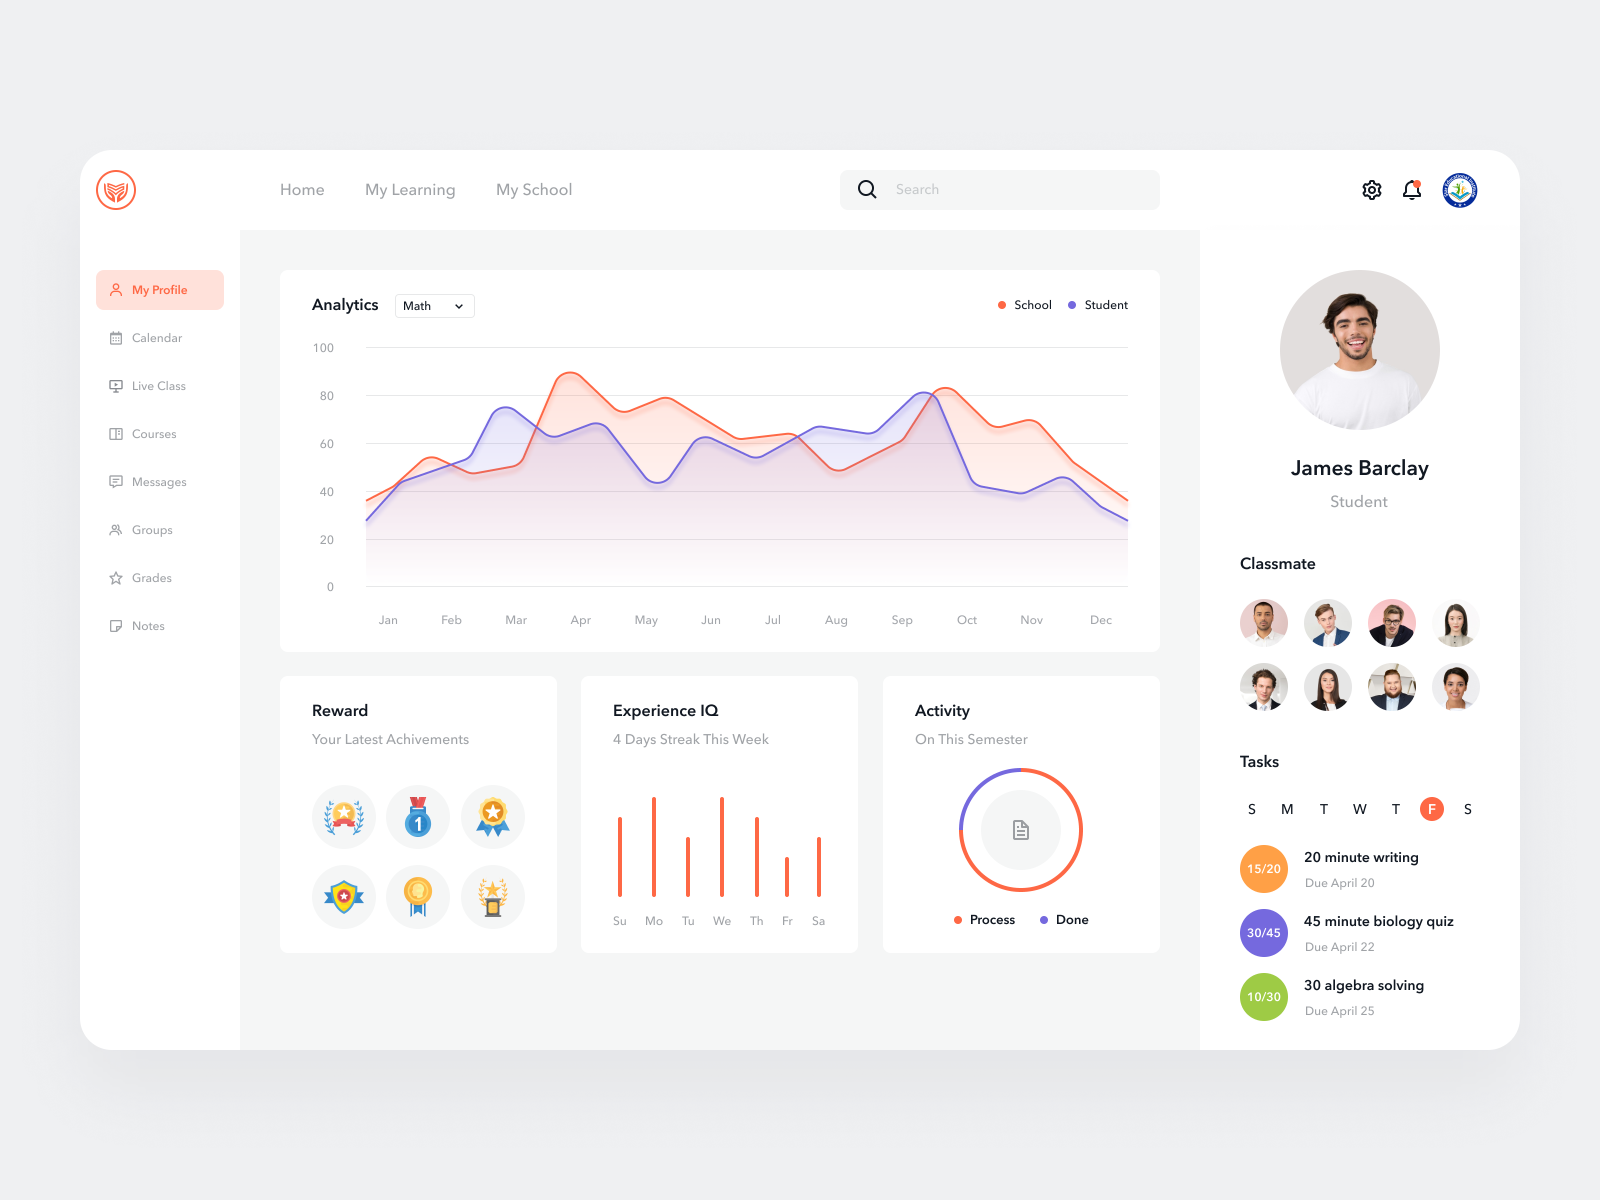 Home
My Learning
My School
Search
My Profile
Calendar
Live Class
Courses
Messages
Groups
Grades
Notes
Analytics
Math
School
Student
100
80
60
40
20
0
Jan Feb Mar Apr May Jun Jul Aug Sep Oct Nov Dec
Reward
Your Latest Achivements
1
Experience IQ
4 Days Streak This Week
Su Mo Tu We Th Fr Sa
Activity
On This Semester
Process
Done
James Barclay
Student
Classmate
Tasks
S M T W T F S
15/20
20 minute writing
Due April 20
30/45
45 minute biology quiz
Due April 22
10/30
30 algebra solving
Due April 25